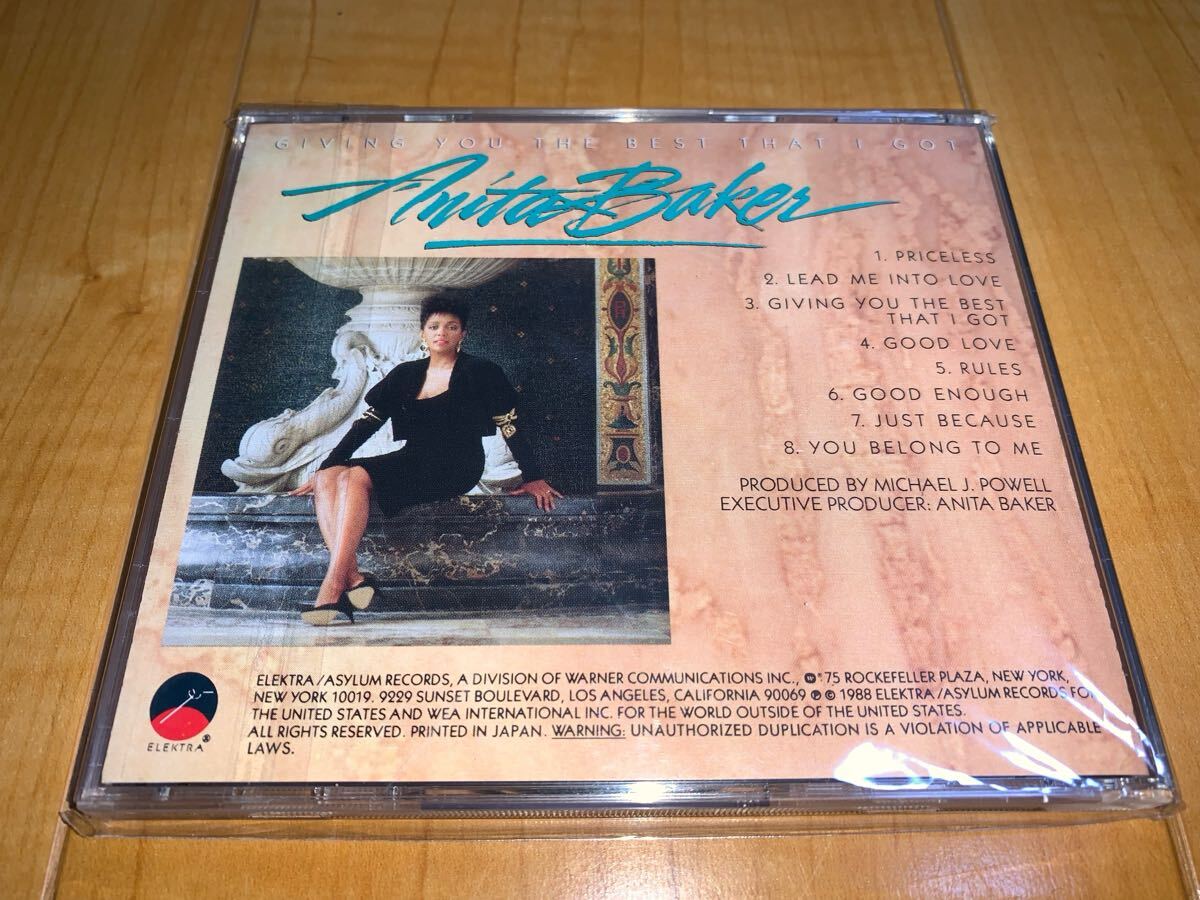 GIVING YOU THE BEST THAT I GOT
Anita Baker
1. PRICELESS
2. LEAD ME INTO LOVE
3. GIVING YOU THE BEST
THAT I GOT
4. GOOD LOVE
5. RULES
6. GOOD ENOUGH
7. JUST BECAUSE
8. YOU BELONG TO ME
PRODUCED BY MICHAEL J. POWELL
EXECUTIVE PRODUCER: ANITA BAKER
ELEKTRA/ASYLUM RECORDS, A DIVISION OF WARNER COMMUNICATIONS INC., 75 ROCKEFELLER PLAZA, NEW YORK,
NEW YORK 10019. 9229 SUNSET BOULEVARD, LOS ANGELES, CALIFORNIA 90069 ℗ © 1988 ELEKTRA/ASYLUM RECORDS FOR
THE UNITED STATES AND WEA INTERNATIONAL INC. FOR THE WORLD OUTSIDE OF THE UNITED STATES.
ALL RIGHTS RESERVED. PRINTED IN JAPAN. WARNING: UNAUTHORIZED DUPLICATION IS A VIOLATION OF APPLICABLE
LAWS.
ELEKTRA